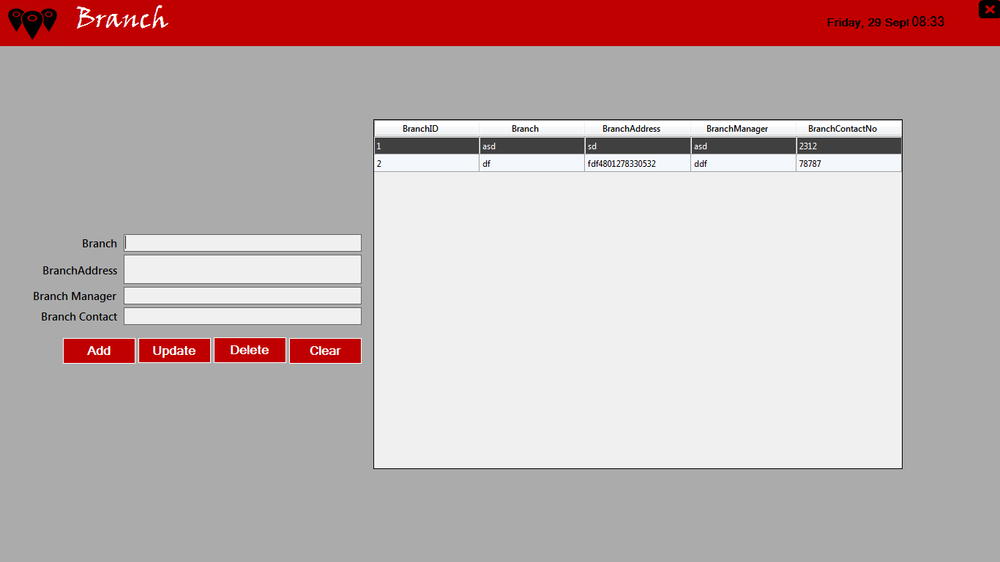 Branch
Friday, 29 Sept 08:33
BranchID Branch BranchAddress BranchManager BranchContactNo
1 asd sd asd 2312
2 df fdf4801278330532 ddf 78787
Branch
BranchAddress
Branch Manager
Branch Contact
Add Update Delete Clear